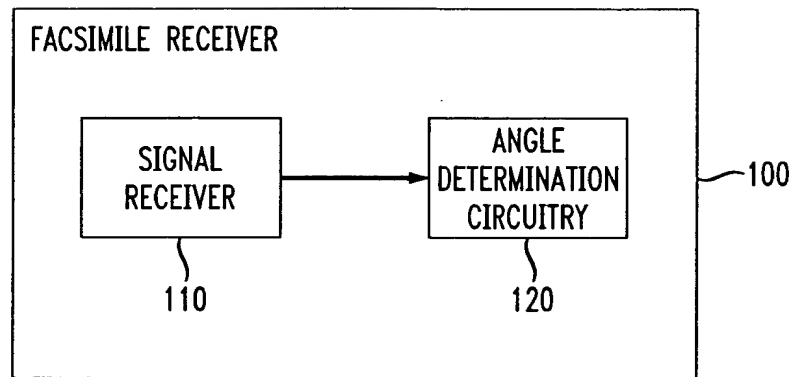 FACSIMILE RECEIVER
SIGNAL
RECEIVER
ANGLE
DETERMINATION
CIRCUITRY
100
110
120